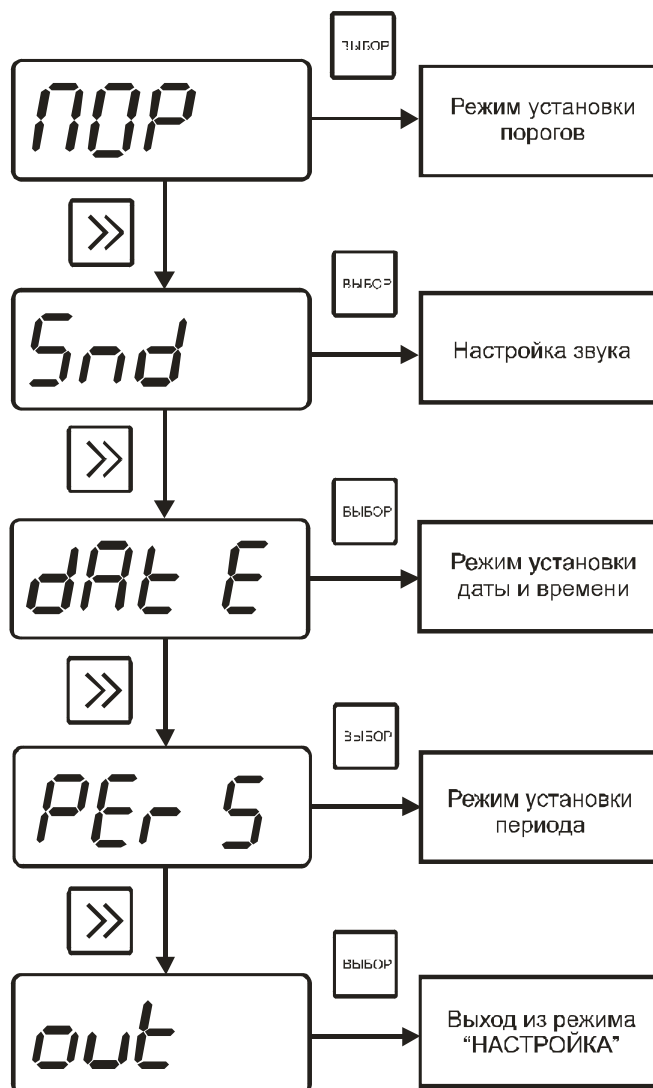 ВЫБОР
ПОР
Режим установки
порогов
>>
ВЫБОР
Snd
Настройка звука
>>
ВЫБОР
dAt E
Режим установки
даты и времени
>>
ВЫБОР
PEr S
Режим установки
периода
>>
ВЫБОР
out
Выход из режима
“НАСТРОЙКА”